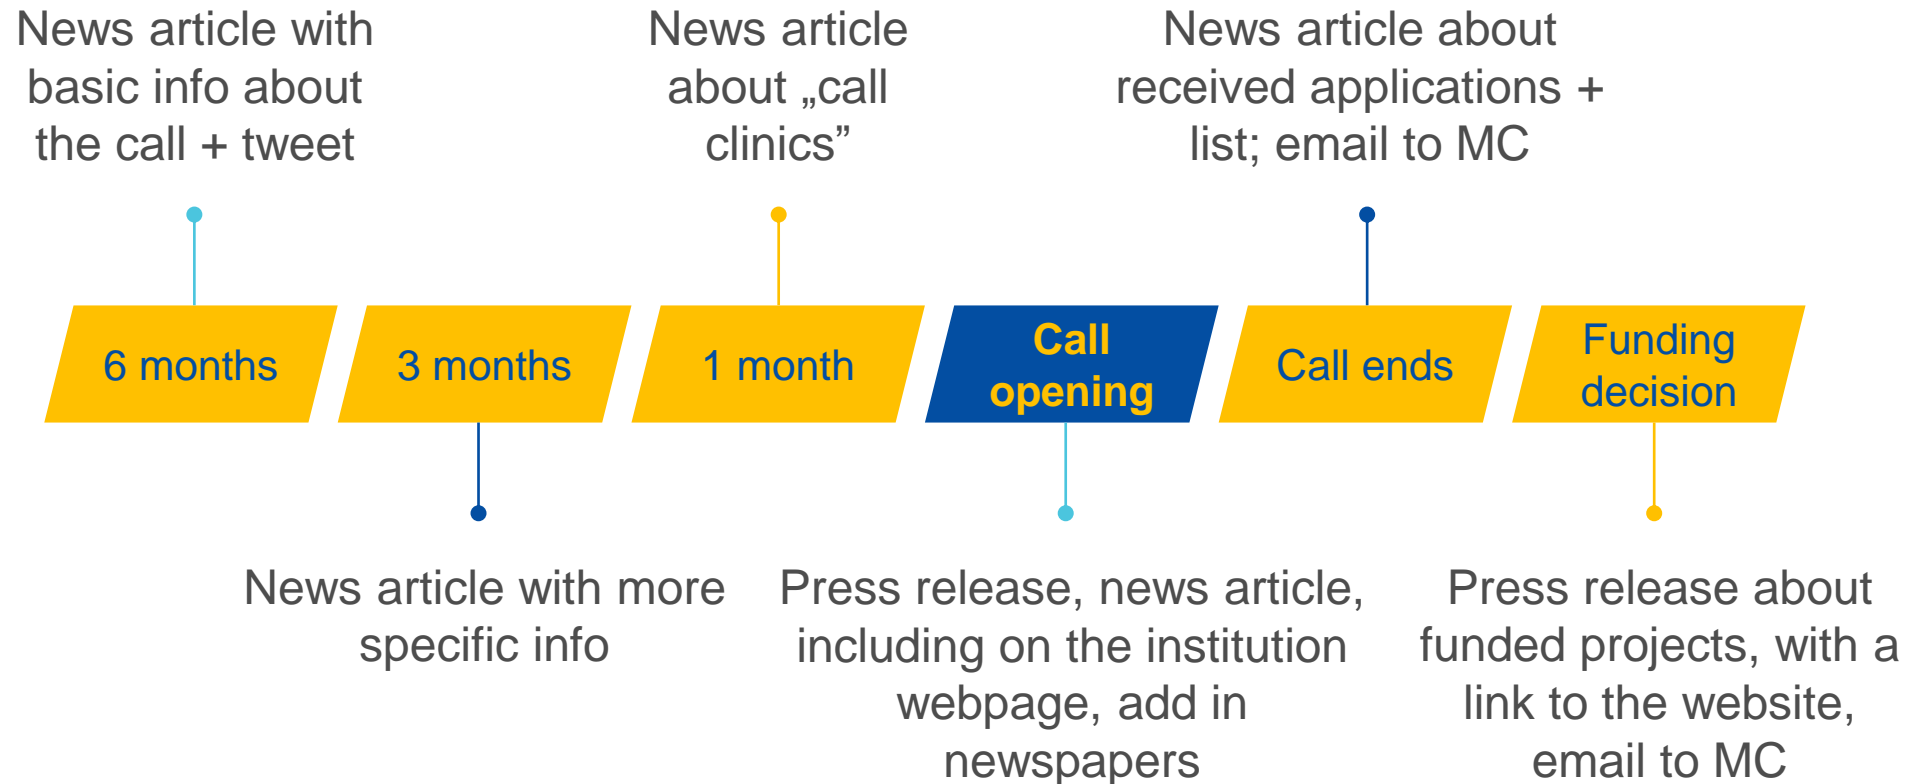 News article with
basic info about
the call + tweet
News article
about „call
clinics”
News article about
received applications +
list; email to MC
6 months
3 months
1 month
Call
opening
Call ends
Funding
decision
News article with more
specific info
Press release, news article,
including on the institution
webpage, add in
newspapers
Press release about
funded projects, with a
link to the website,
email to MC